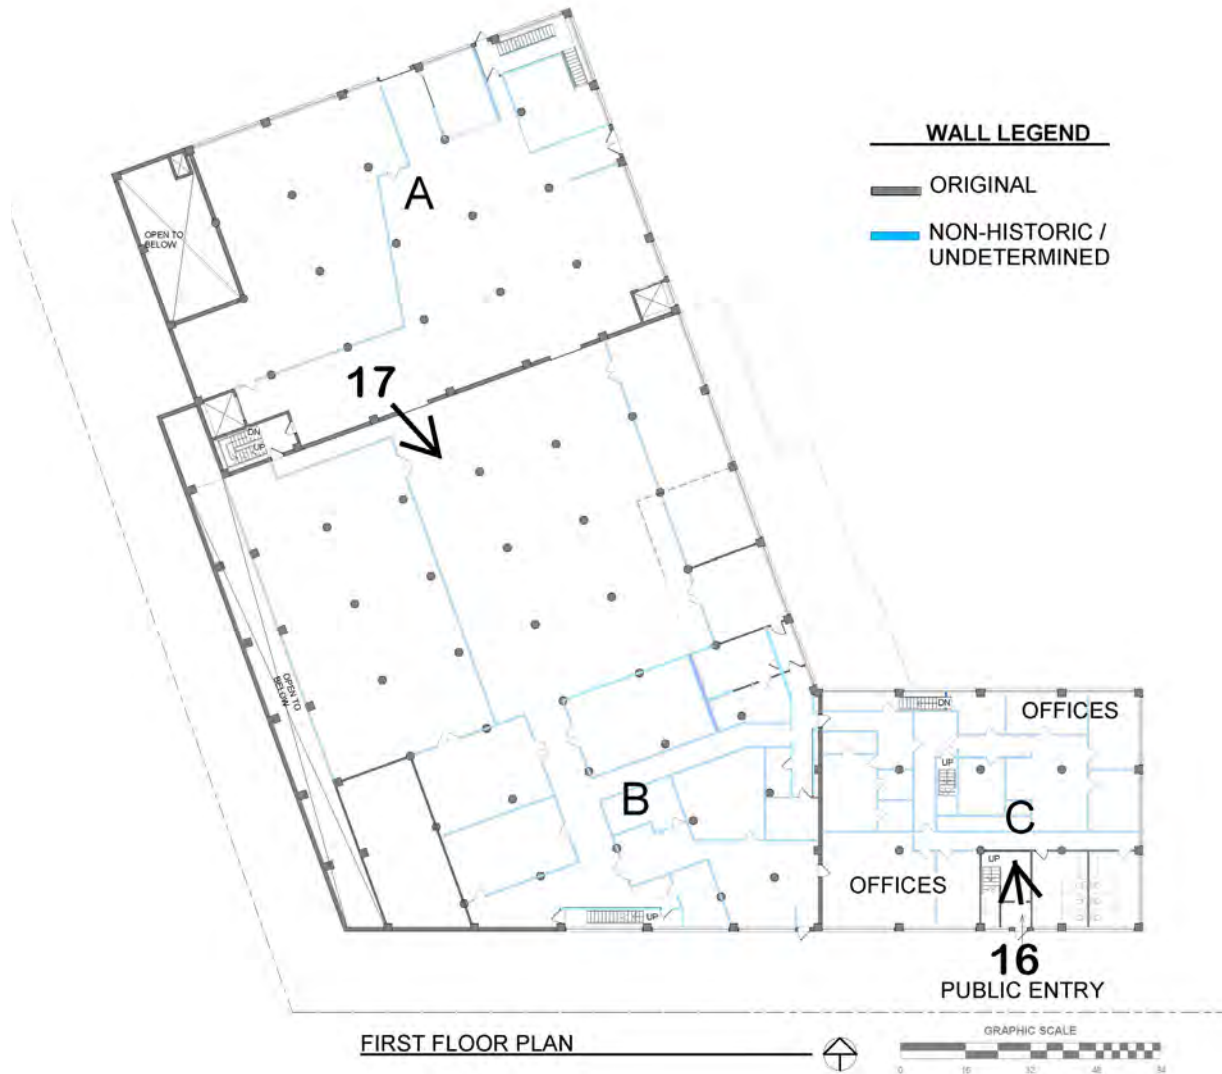 WALL LEGEND
ORIGINAL
NON-HISTORIC /
UNDETERMINED
A
OPEN TO
BELOW
17
DN
UP
OPEN TO
BELOW
B
UP
OFFICES
DN
UP
C
OFFICES
UP
16
PUBLIC ENTRY
FIRST FLOOR PLAN
GRAPHIC SCALE
0 16 32 48 64